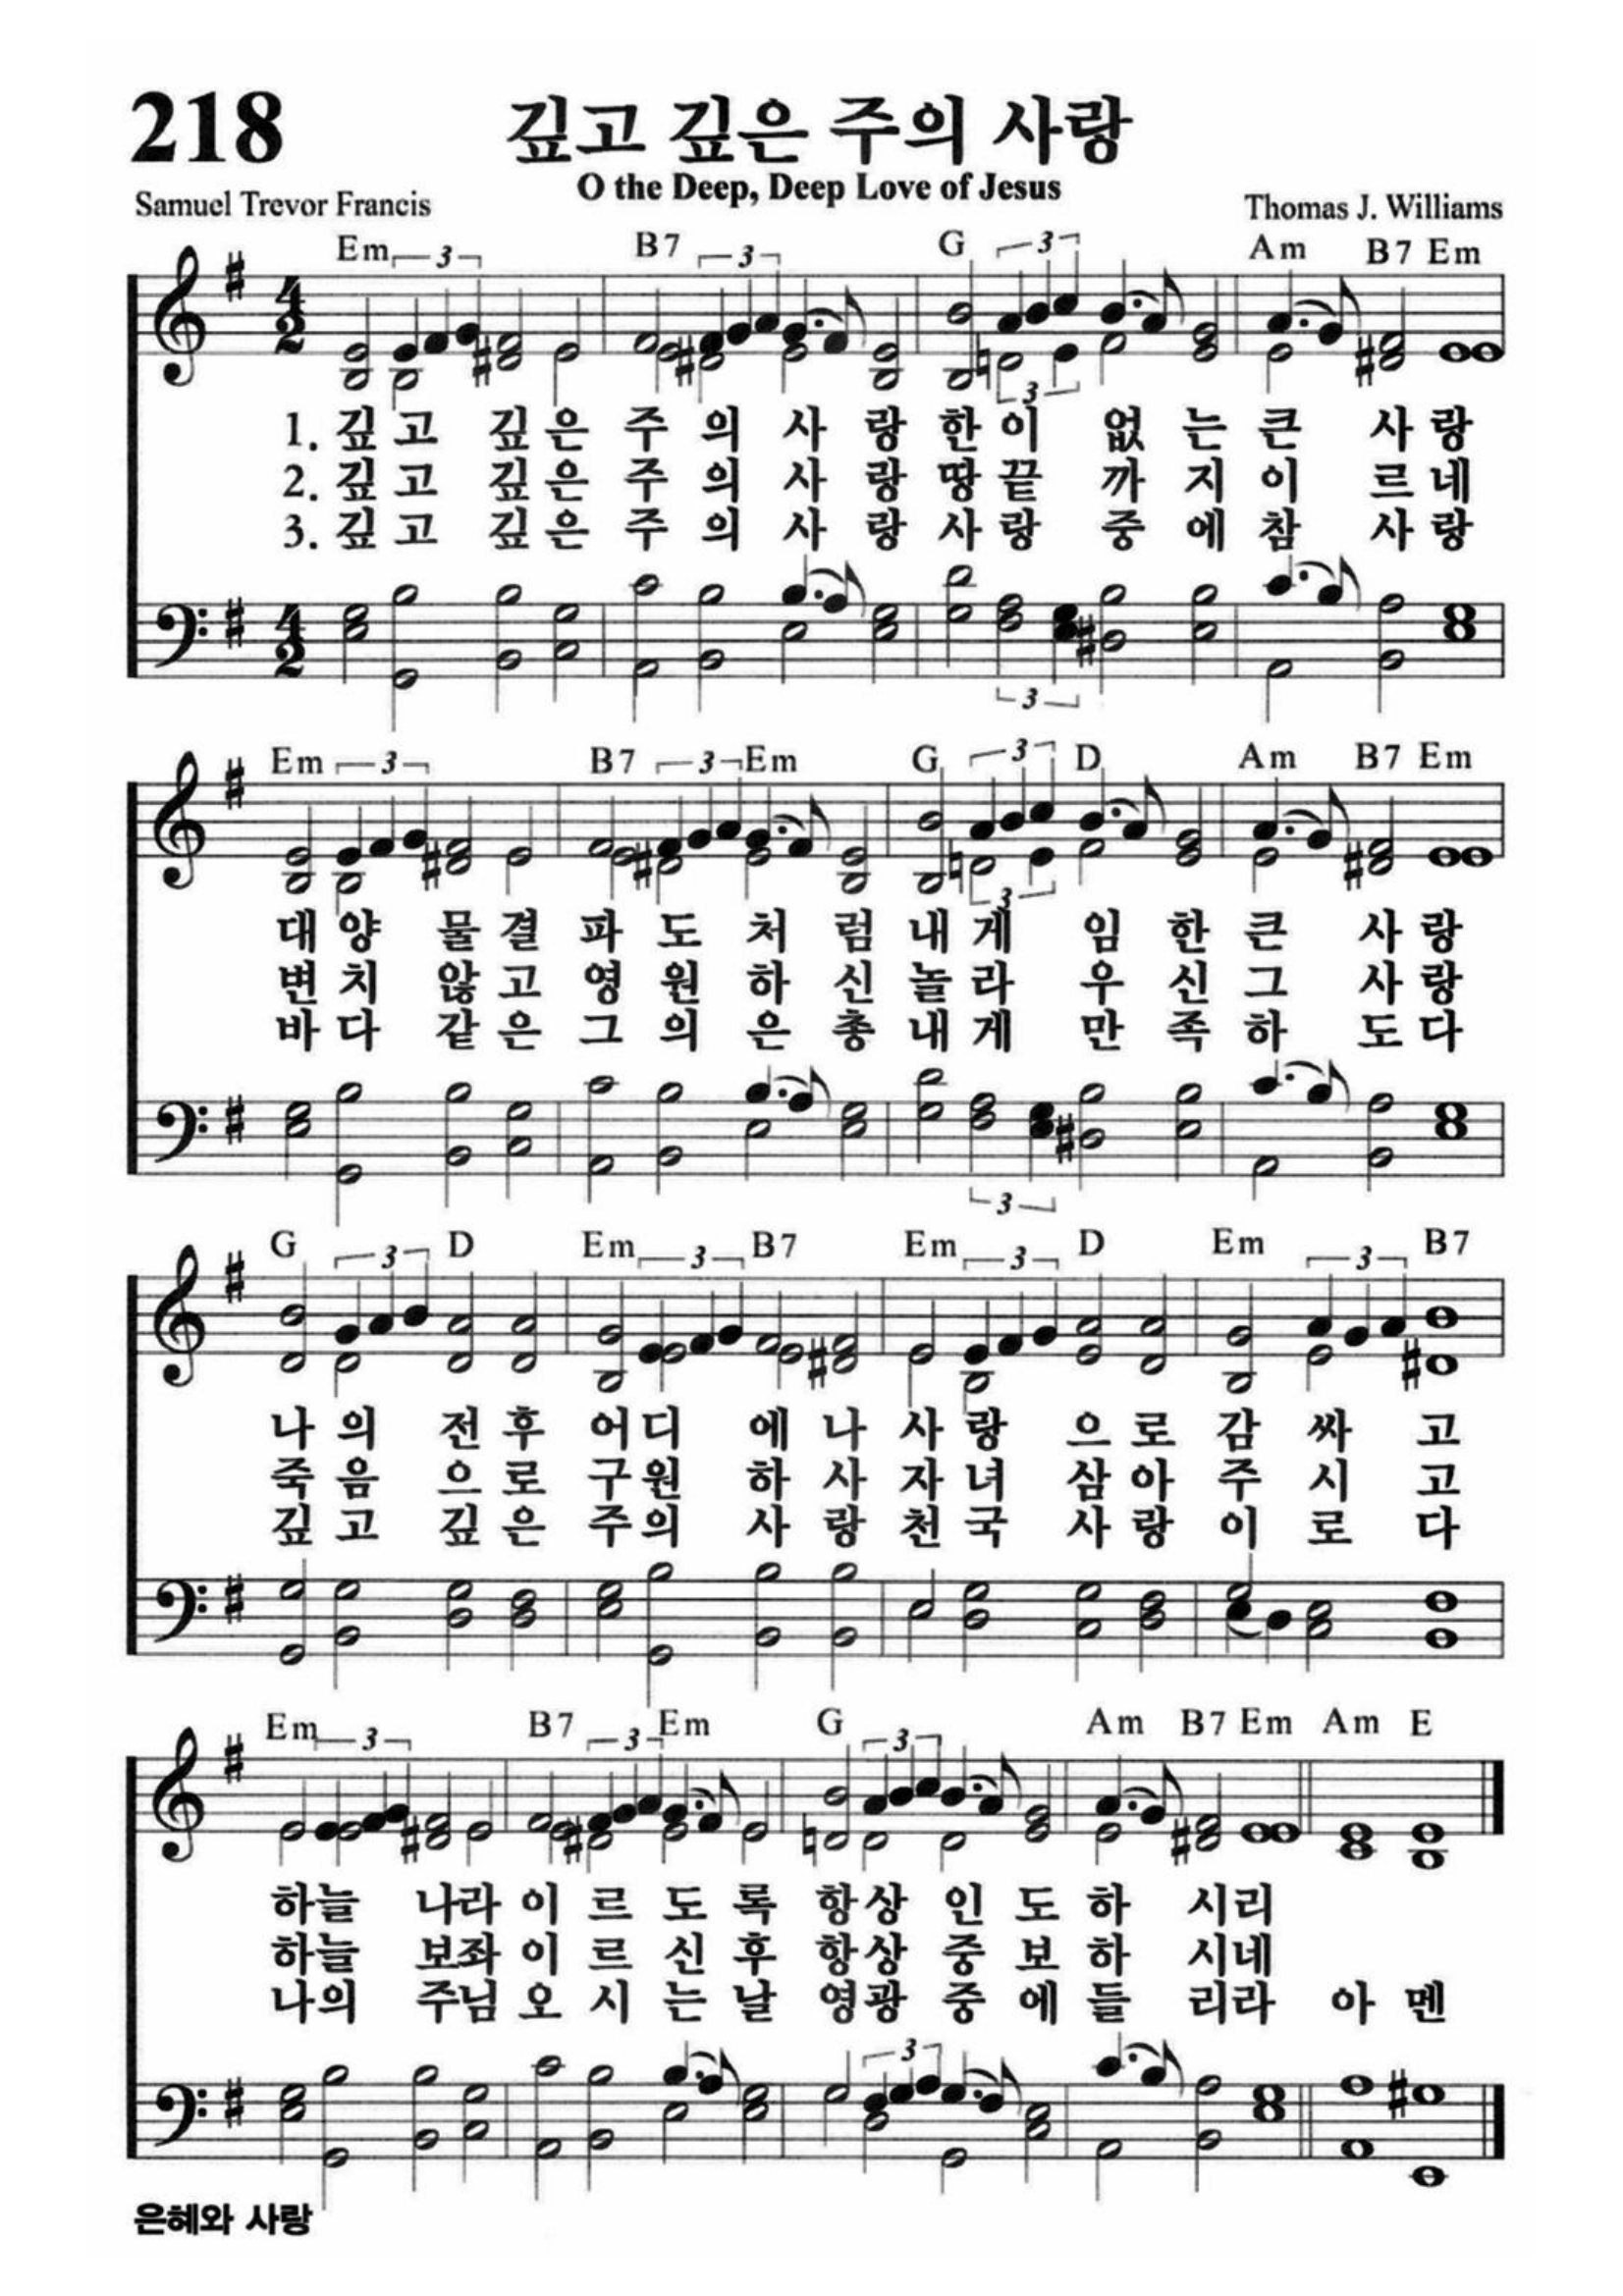 218
깊고 깊은 주의 사랑
O the Deep, Deep Love of Jesus
Samuel Trevor Francis
Thomas J. Williams
Em 3 B7 3 G 3 Am B7 Em
4 2
3
1. 깊고 깊은 주의 사랑 한이 없는 큰 사랑
2. 깊고 깊은 주의 사랑 땅끝 까지 이르네
3. 깊고 깊은 주의 사랑 사랑 중에 참 사랑
4 2
3
Em 3 B7 3 Em G 3 D Am B7 Em
3
대양 물결 파도처럼 내게 임한 큰 사랑
변치 않고 영원하신 놀라우신 그 사랑
바다 같은 그의 은총 내게 만족하도다
3
G 3 D Em 3 B7 Em 3 D Em 3 B7
나의 전후 어디에나 사랑으로 감싸고
죽음으로 구원하사 자녀 삼아 주시고
깊고 깊은 주의 사랑 천국 사랑이로다
Em 3 B7 3 Em G 3 Am B7 Em Am E
하늘 나라 이르도록 항상 인도하시리
하늘 보좌 이르신 후 항상 중보하시네
나의 주님 오시는 날 영광 중에 들리라 아멘
3
은혜와 사랑